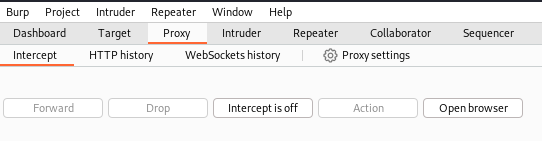 Burp Project Intruder Repeater Window Help
Dashboard Target Proxy Intruder Repeater Collaborator Sequencer
Intercept HTTP history WebSockets history Proxy settings
Forward Drop Intercept is off Action Open browser